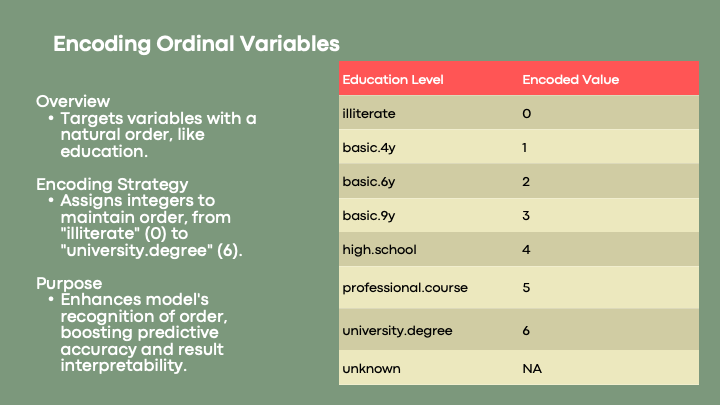 Encoding Ordinal Variables
Overview
• Targets variables with a
natural order, like
education.
Encoding Strategy
• Assigns integers to
maintain order, from
"illiterate" (0) to
"university.degree" (6).
Purpose
• Enhances model's
recognition of order,
boosting predictive
accuracy and result
interpretability.
Education Level Encoded Value
illiterate 0
basic.4y 1
basic.6y 2
basic.9y 3
high.school 4
professional.course 5
university.degree 6
unknown NA